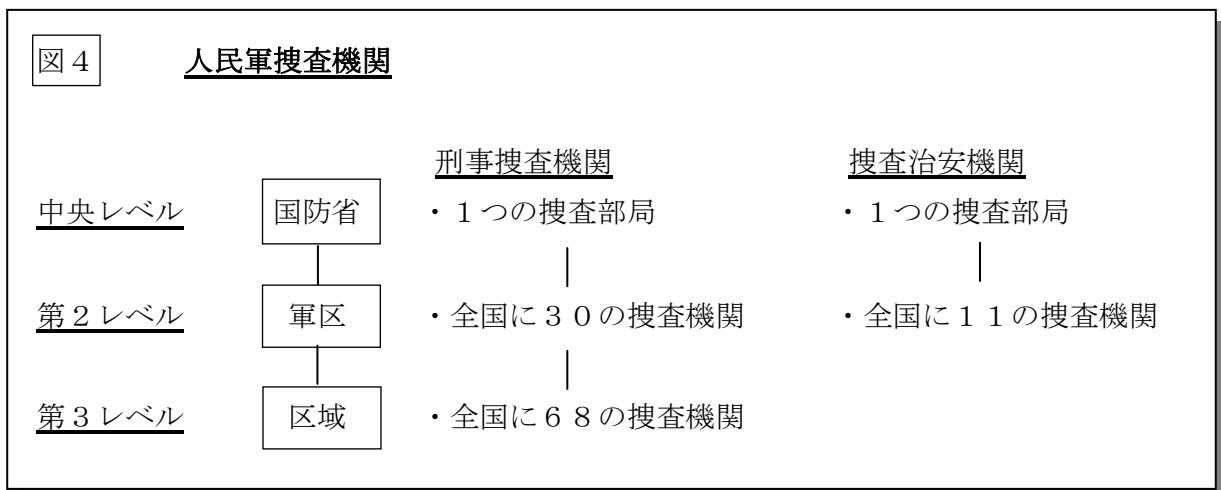 図4 人民軍捜査機関
刑事捜査機関 捜査治安機関
中央レベル 国防省 ・1つの捜査部局 ・1つの捜査部局
第2レベル 軍区 ・全国に30の捜査機関 ・全国に11の捜査機関
第3レベル 区域 ・全国に68の捜査機関